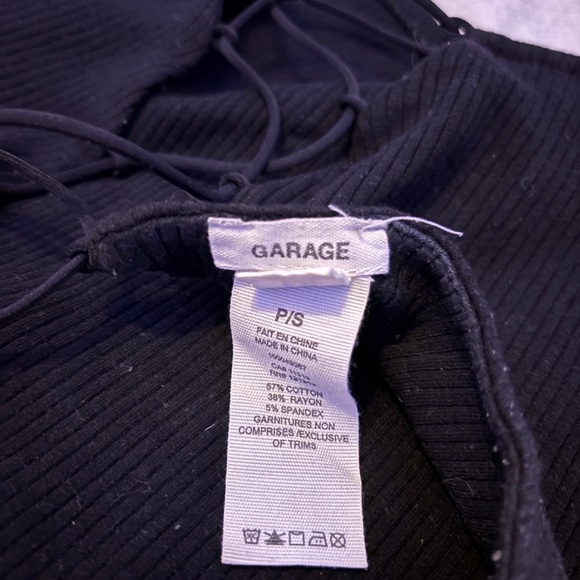 GARAGE
P/S
FAIT EN CHINE
MADE IN CHINA
57% COTTON
38% RAYON
5% SPANDEX
GARNITURES NON
COMPRISES /EXCLUSIVE
OF TRIMS